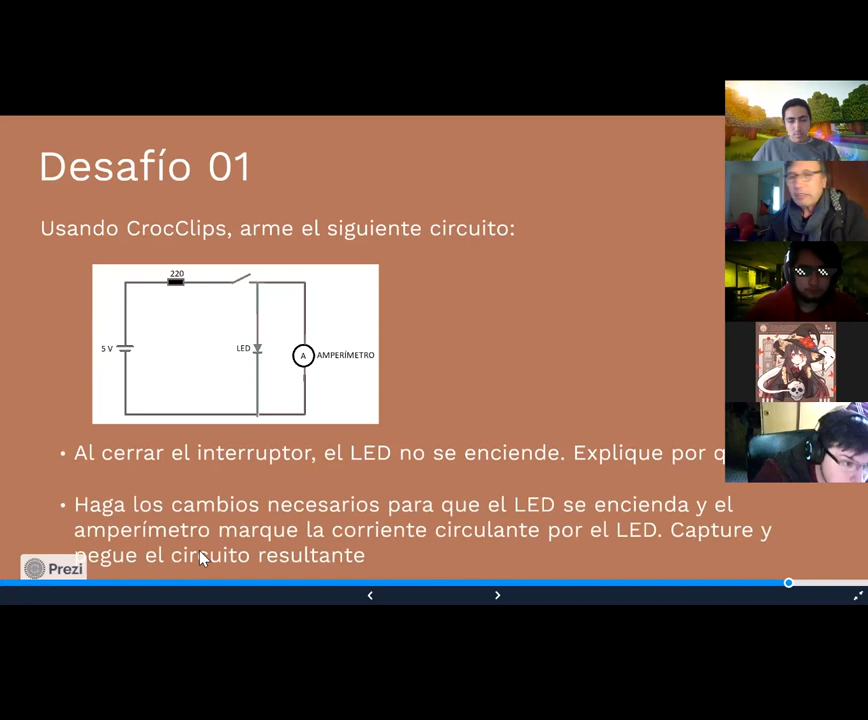 Desafío 01
Usando CrocClips, arme el siguiente circuito:
220
5 V
LED
A
AMPERÍMETRO
• Al cerrar el interruptor, el LED no se enciende. Explique por
• Haga los cambios necesarios para que el LED se encienda y el
amperímetro marque la corriente circulante por el LED. Capture y
pegue el circuito resultante
Prezi